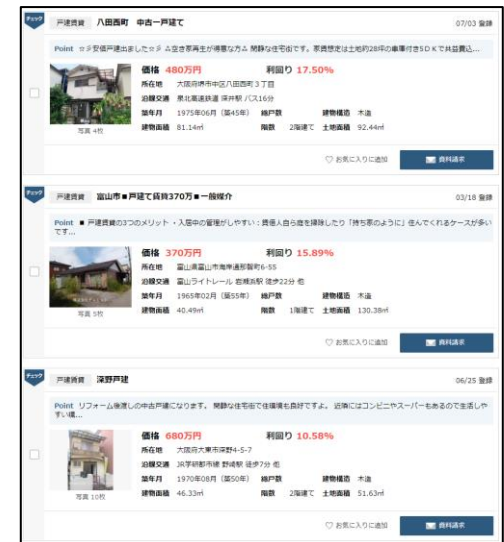 チェック
戸建賃貸 八田西町 中古一戸建て 07/03 登録
Point ☆彡安価戸建出ました☆彡 ♨空き家再生が得意な方♨ 閑静な住宅街です。家賃想定は土地約28坪の車庫付き5DKで共益費込...
価格 480万円 利回り 17.50%
所在地 大阪府堺市中区八田西町3丁目
沿線交通 泉北高速鉄道 深井駅 バス16分
築年月 1975年06月(築45年) 総戸数 建物構造 木造
建物面積 81.14㎡ 階数 2階建て 土地面積 92.44㎡
写真 4枚
♡ お気に入りに追加 資料請求
チェック
戸建賃貸 富山市■戸建て賃貸370万■一般媒介 03/18 登録
Point ■ 戸建賃貸の3つのメリット ・入居中の管理がしやすい:賃借人自ら庭を掃除したり「持ち家のように」住んでくれるケースが多い
です...
価格 370万円 利回り 15.89%
所在地 富山県富山市海岸通那智町6-55
沿線交通 富山ライトレール 岩瀬浜駅 徒歩22分 他
築年月 1965年02月(築55年) 総戸数 建物構造 木造
建物面積 40.49㎡ 階数 1階建て 土地面積 130.38㎡
写真 5枚
♡ お気に入りに追加 資料請求
チェック
戸建賃貸 深野戸建 06/25 登録
Point リフォーム後渡しの中古戸建になります。 閑静な住宅街で住環境も良好ですよ。 近隣にはコンビニやスーパーもあるので生活しや
すい環...
価格 680万円 利回り 10.58%
所在地 大阪府大東市深野4-5-7
沿線交通 JR学研都市線 野崎駅 徒歩7分 他
築年月 1970年08月(築50年) 総戸数 建物構造 木造
建物面積 46.33㎡ 階数 2階建て 土地面積 51.63㎡
写真 10枚
♡ お気に入りに追加 資料請求